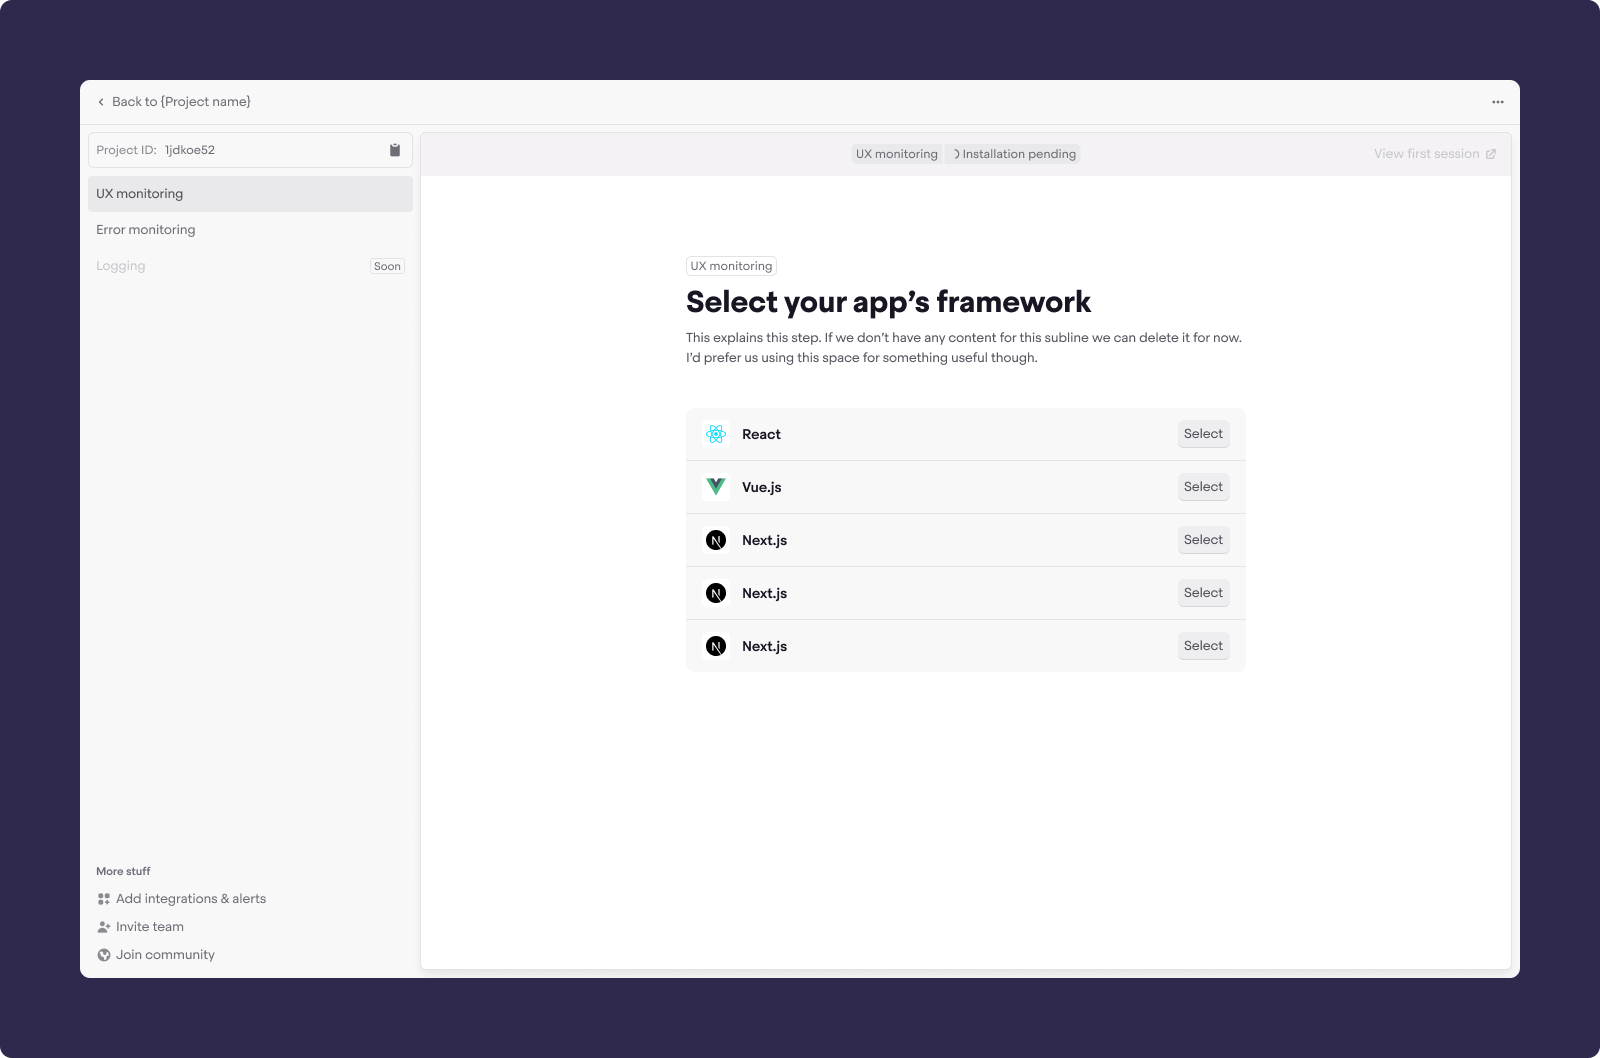 Back to {Project name}
Project ID: 1jdkoe52
UX monitoring
Error monitoring
Logging Soon
More stuff
Add integrations & alerts
Invite team
Join community
UX monitoring Installation pending
View first session
UX monitoring
Select your app’s framework
This explains this step. If we don’t have any content for this subline we can delete it for now.
I’d prefer us using this space for something useful though.
React Select
Vue.js Select
N Next.js Select
N Next.js Select
N Next.js Select